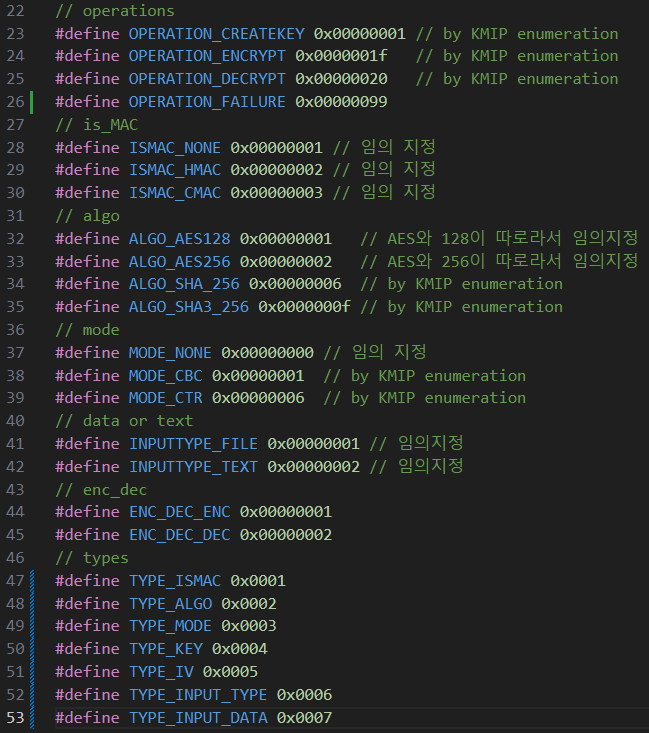 22 // operations
23 #define OPERATION_CREATEKEY 0x00000001 // by KMIP enumeration
24 #define OPERATION_ENCRYPT 0x0000001f // by KMIP enumeration
25 #define OPERATION_DECRYPT 0x00000020 // by KMIP enumeration
26 #define OPERATION_FAILURE 0x00000099
27 // is_MAC
28 #define ISMAC_NONE 0x00000001 // 임의 지정
29 #define ISMAC_HMAC 0x00000002 // 임의 지정
30 #define ISMAC_CMAC 0x00000003 // 임의 지정
31 // algo
32 #define ALGO_AES128 0x00000001 // AES와 128이 따로라서 임의지정
33 #define ALGO_AES256 0x00000002 // AES와 256이 따로라서 임의지정
34 #define ALGO_SHA_256 0x00000006 // by KMIP enumeration
35 #define ALGO_SHA3_256 0x0000000f // by KMIP enumeration
36 // mode
37 #define MODE_NONE 0x00000000 // 임의 지정
38 #define MODE_CBC 0x00000001 // by KMIP enumeration
39 #define MODE_CTR 0x00000006 // by KMIP enumeration
40 // data or text
41 #define INPUTTYPE_FILE 0x00000001 // 임의지정
42 #define INPUTTYPE_TEXT 0x00000002 // 임의지정
43 // enc_dec
44 #define ENC_DEC_ENC 0x00000001
45 #define ENC_DEC_DEC 0x00000002
46 // types
47 #define TYPE_ISMAC 0x0001
48 #define TYPE_ALGO 0x0002
49 #define TYPE_MODE 0x0003
50 #define TYPE_KEY 0x0004
51 #define TYPE_IV 0x0005
52 #define TYPE_INPUT_TYPE 0x0006
53 #define TYPE_INPUT_DATA 0x0007